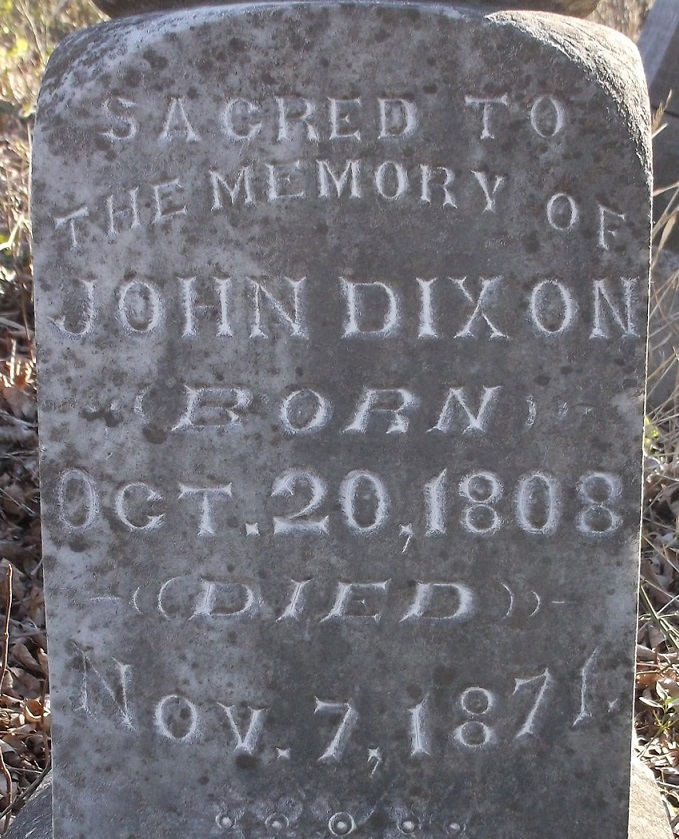 SACRED TO
THE MEMORY OF
JOHN DIXON
(BORN)
OCT. 20, 1808
-((DIED))-
NOV. 7, 1871.